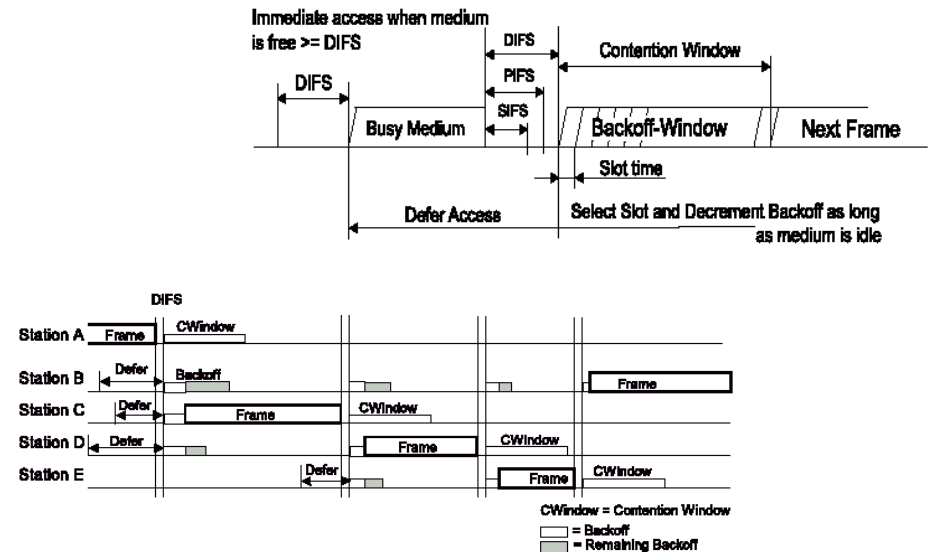 Immediate access when medium
is free >= DIFS
DIFS
DIFS
PIFS
SIFS
Contention Window
Busy Medium
Backoff-Window
Next Frame
Slot time
Defer Access
Select Slot and Decrement Backoff as long
as medium is idle
DIFS
Station A
Frame
CWindow
Station B
Defer
Backoff
Frame
Station C
Defer
Frame
CWindow
Station D
Defer
Frame
CWindow
Station E
Defer
Frame
CWindow
CWindow = Contention Window
= Backoff
= Remaining Backoff